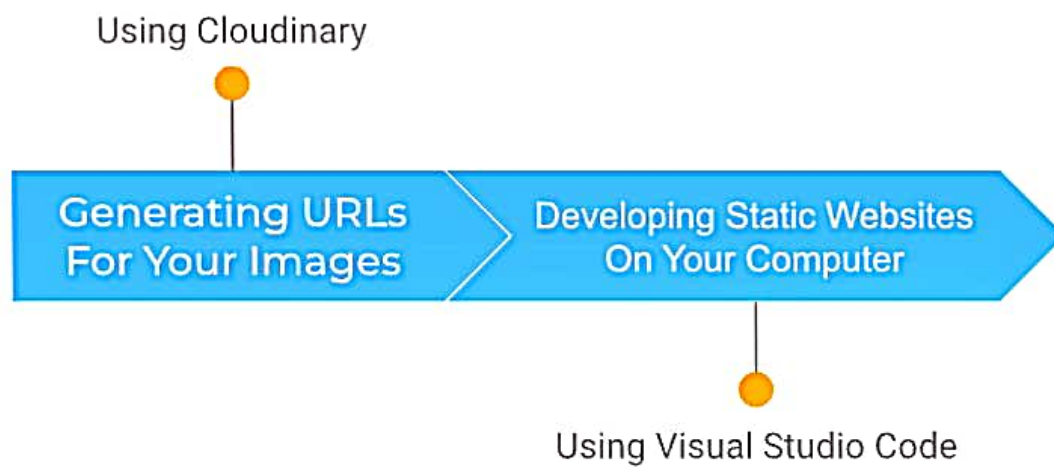 Using Cloudinary
Generating URLs
For Your Images
Developing Static Websites
On Your Computer
Using Visual Studio Code